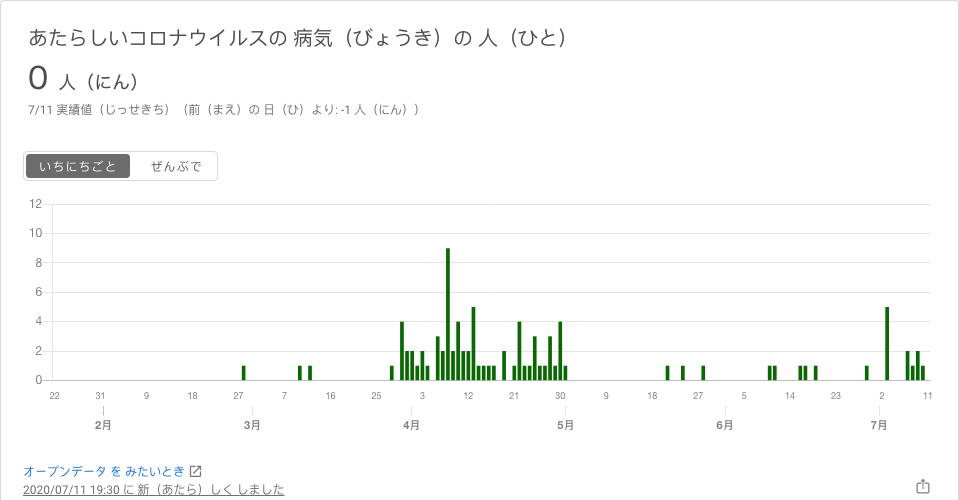 あたらしいコロナウイルスの 病気（びょうき）の 人（ひと）
0 人（にん）
7/11 実績値（じっせきち）（前（まえ）の 日（ひ）より: -1 人（にん））
いちにちごと ぜんぶで
12
10
8
6
4
2
0
22 31 9 18 27 7 16 25 3 12 21 30 9 18 27 5 14 23 2 11
2月 3月 4月 5月 6月 7月
オープンデータ を みたいとき
2020/07/11 19:30 に 新（あたら）しく しました